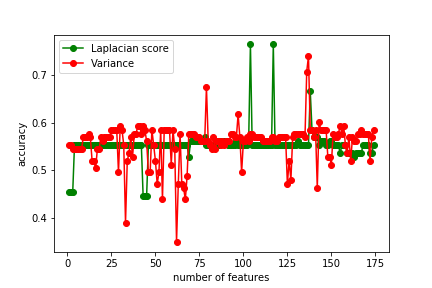 Laplacian score
Variance
0.7
0.6
0.5
0.4
accuracy
0 25 50 75 100 125 150 175
number of features